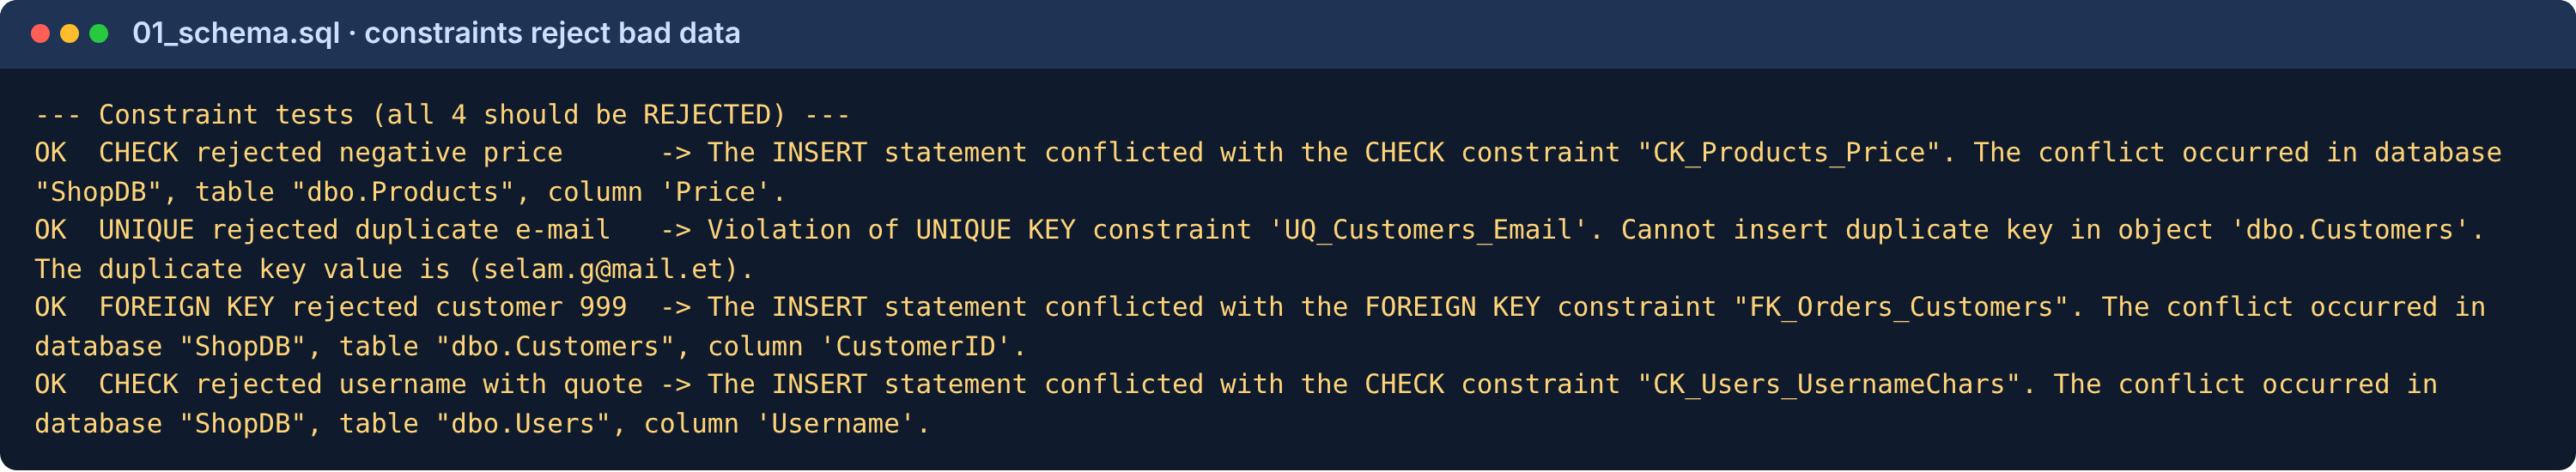 01_schema.sql · constraints reject bad data
--- Constraint tests (all 4 should be REJECTED) ---
OK  CHECK rejected negative price      -> The INSERT statement conflicted with the CHECK constraint "CK_Products_Price". The conflict occurred in database
"ShopDB", table "dbo.Products", column 'Price'.
OK  UNIQUE rejected duplicate e-mail   -> Violation of UNIQUE KEY constraint 'UQ_Customers_Email'. Cannot insert duplicate key in object 'dbo.Customers'.
The duplicate key value is (selam.g@mail.et).
OK  FOREIGN KEY rejected customer 999  -> The INSERT statement conflicted with the FOREIGN KEY constraint "FK_Orders_Customers". The conflict occurred in
database "ShopDB", table "dbo.Customers", column 'CustomerID'.
OK  CHECK rejected username with quote -> The INSERT statement conflicted with the CHECK constraint "CK_Users_UsernameChars". The conflict occurred in
database "ShopDB", table "dbo.Users", column 'Username'.